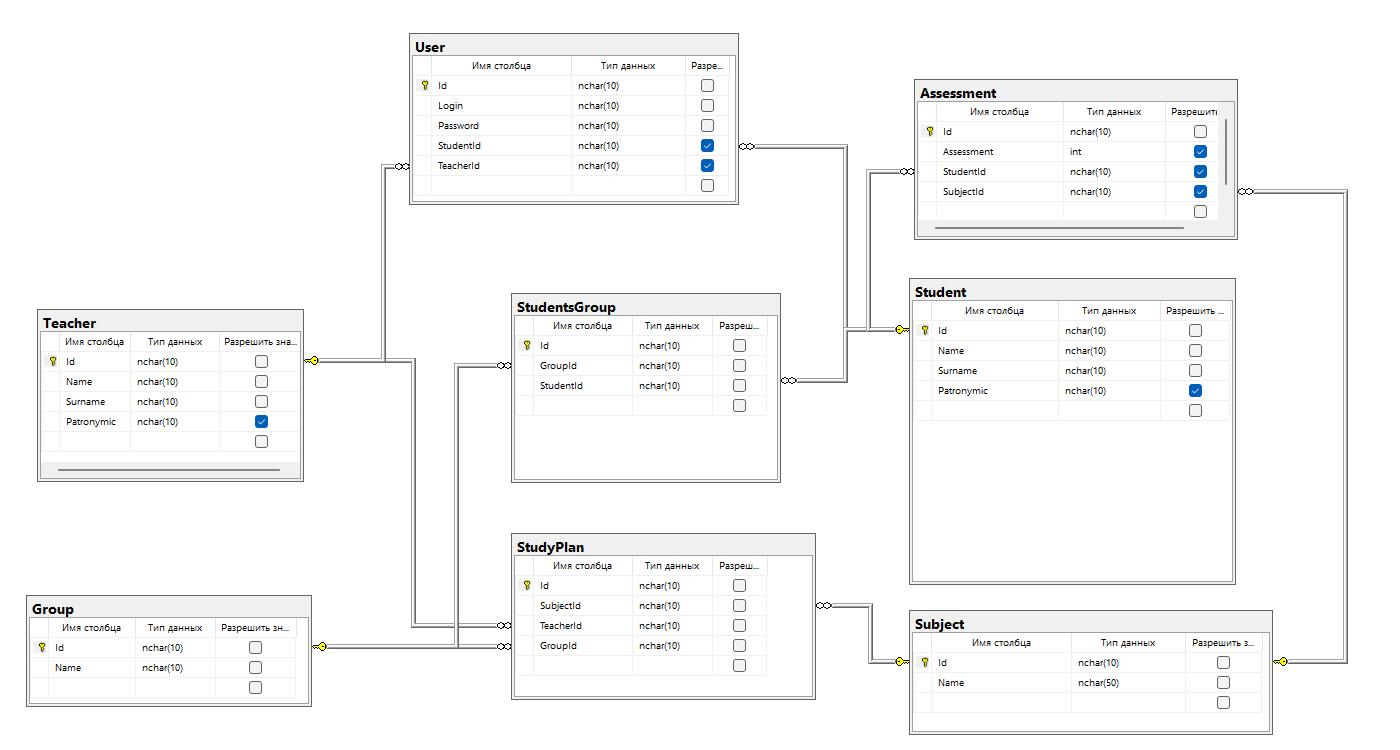 User
Имя столбца Тип данных Разре...
Id nchar(10)
Login nchar(10)
Password nchar(10)
StudentId nchar(10)
TeacherId nchar(10)
Assessment
Имя столбца Тип данных Разрешить
Id nchar(10)
Assessment int
StudentId nchar(10)
SubjectId nchar(10)
Teacher
Имя столбца Тип данных Разрешить зна...
Id nchar(10)
Name nchar(10)
Surname nchar(10)
Patronymic nchar(10)
StudentsGroup
Имя столбца Тип данных Разреш...
Id nchar(10)
GroupId nchar(10)
StudentId nchar(10)
Student
Имя столбца Тип данных Разрешить ...
Id nchar(10)
Name nchar(10)
Surname nchar(10)
Patronymic nchar(10)
Group
Имя столбца Тип данных Разрешить зн...
Id nchar(10)
Name nchar(10)
StudyPlan
Имя столбца Тип данных Разреш...
Id nchar(10)
SubjectId nchar(10)
TeacherId nchar(10)
GroupId nchar(10)
Subject
Имя столбца Тип данных Разрешить з...
Id nchar(10)
Name nchar(50)